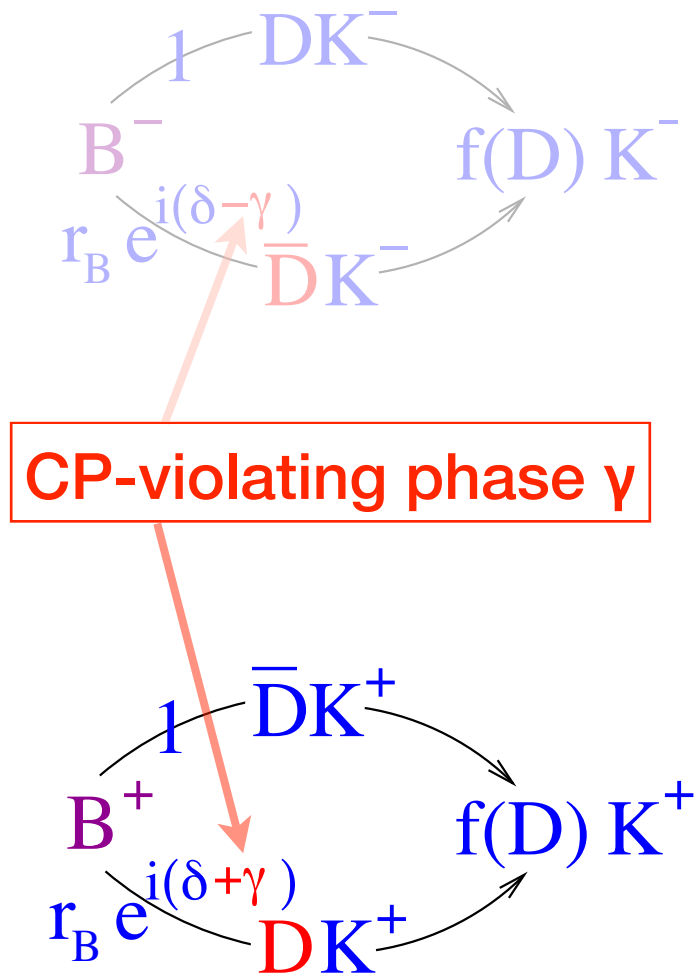 1 DK⁻
B⁻ f(D) K⁻
r_B e^{i(δ−γ)} D̅K⁻
CP-violating phase γ
1 D̅K⁺
B⁺ f(D) K⁺
r_B e^{i(δ+γ)} DK⁺